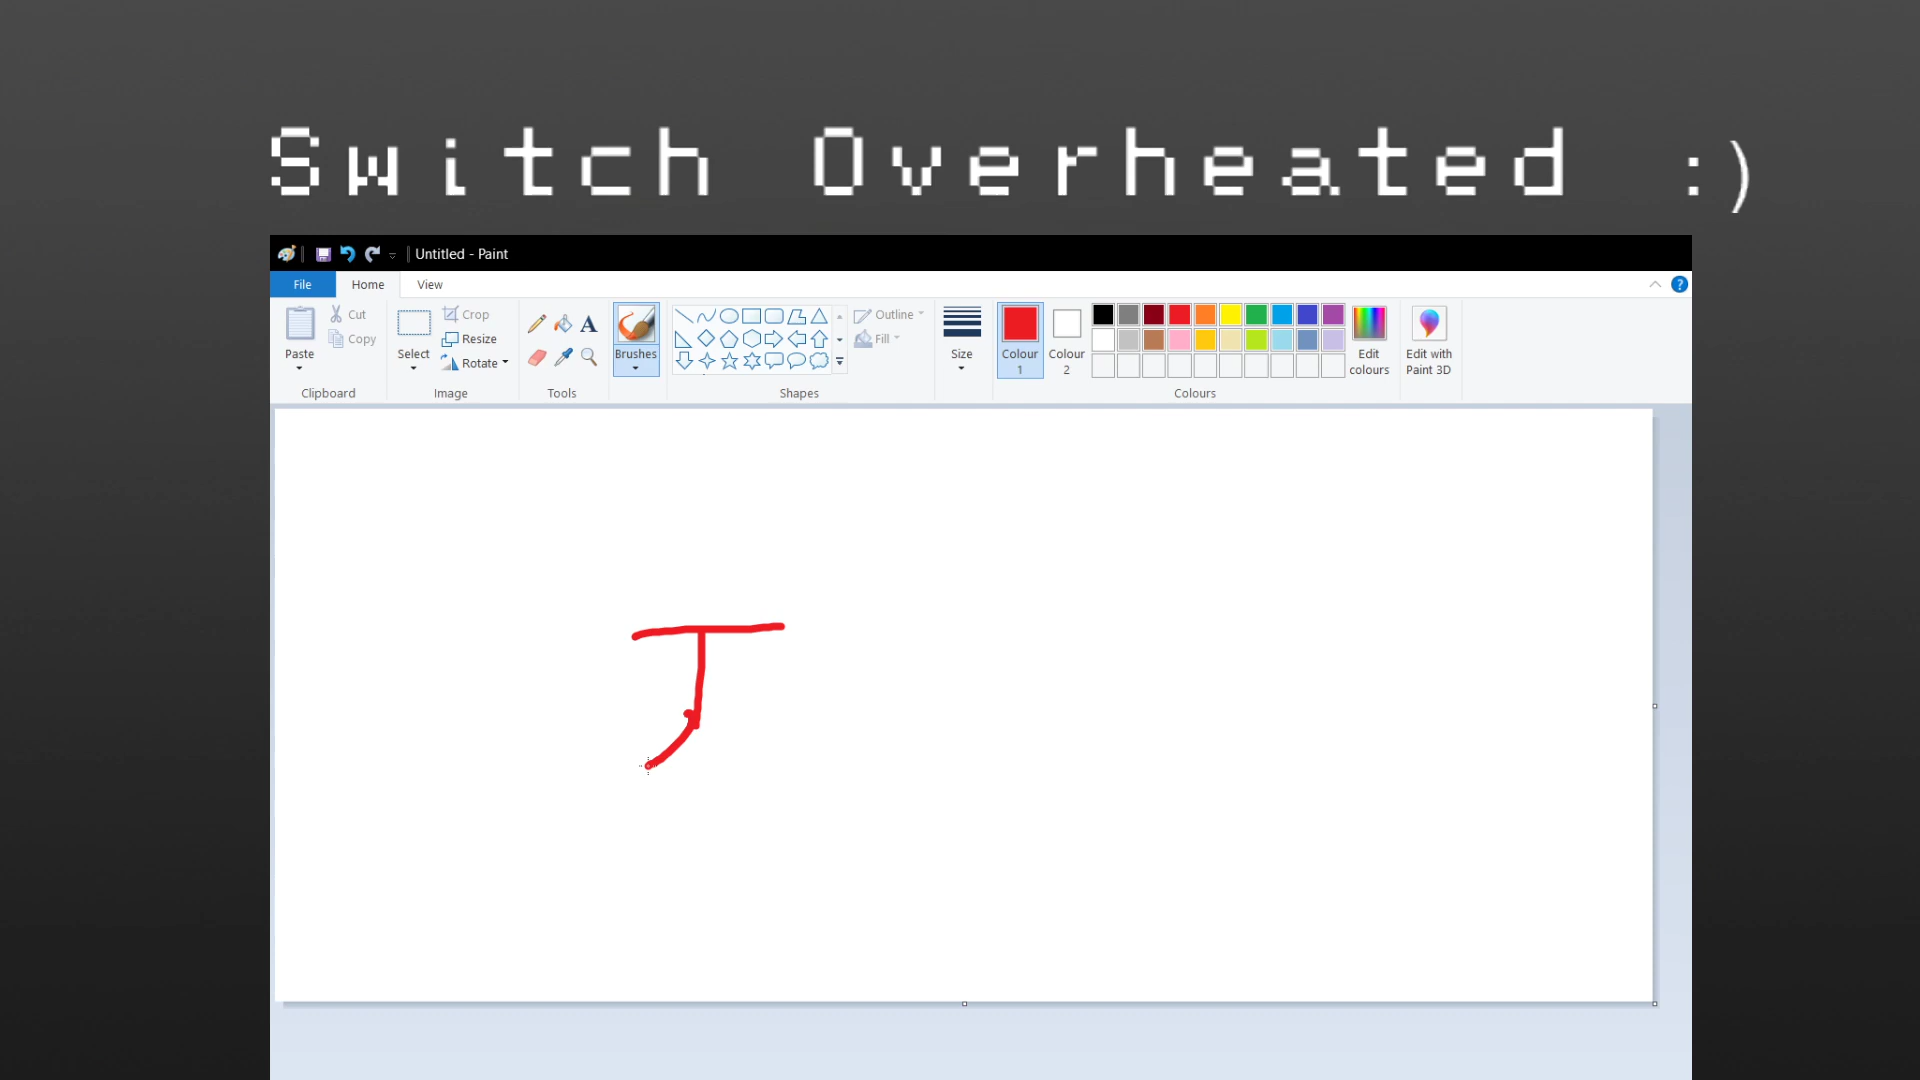 Switch Overheated :)
Untitled - Paint
File Home View
Paste
Cut
Copy
Clipboard
Select
Crop
Resize
Rotate
Image
A
Tools
Brushes
Outline
Fill
Shapes
Size
Colour
1
Colour
2
Edit
colours
Colours
Edit with
Paint 3D
J